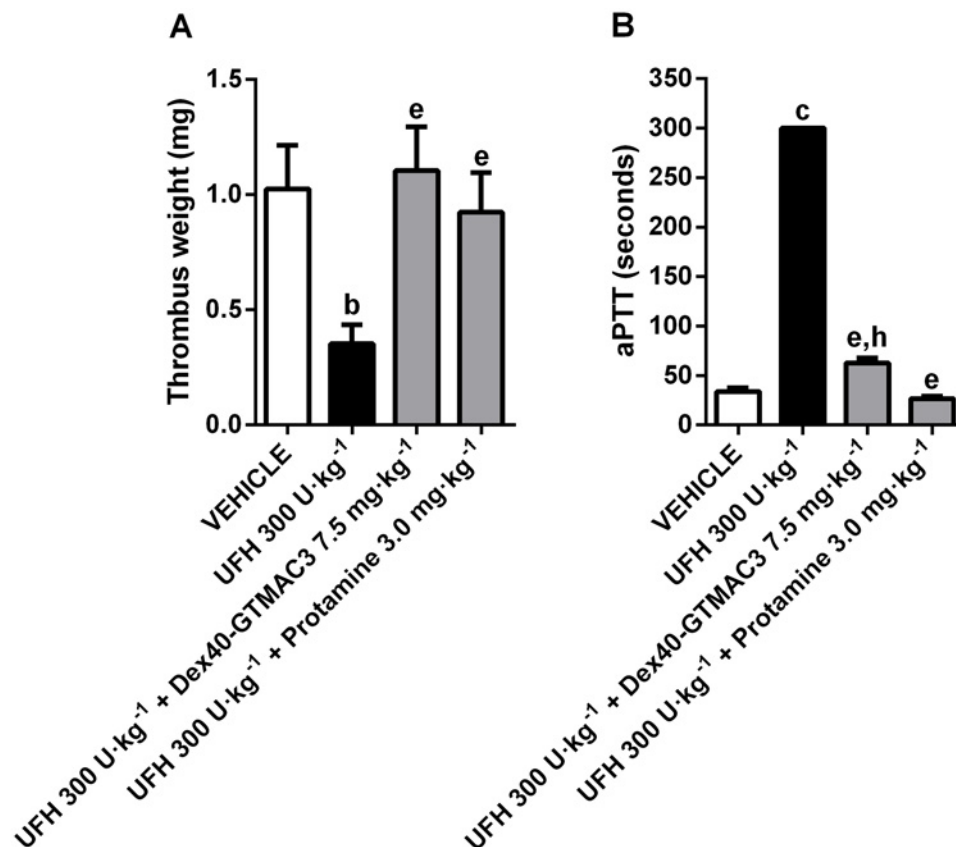 A
Thrombus weight (mg)
1.5
1.0
0.5
0.0
b
e
e
VEHICLE
UFH 300 U·kg⁻¹
UFH 300 U·kg⁻¹ + Dex40-GTMAC3 7.5 mg·kg⁻¹
UFH 300 U·kg⁻¹ + Protamine 3.0 mg·kg⁻¹
B
aPTT (seconds)
350
300
250
200
150
100
50
0
c
e,h
e
VEHICLE
UFH 300 U·kg⁻¹
UFH 300 U·kg⁻¹ + Dex40-GTMAC3 7.5 mg·kg⁻¹
UFH 300 U·kg⁻¹ + Protamine 3.0 mg·kg⁻¹